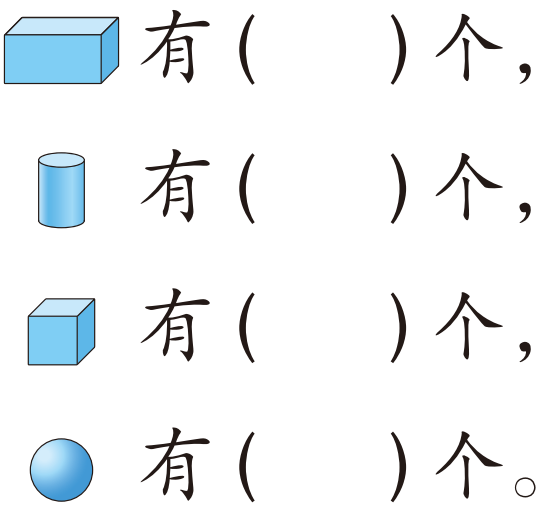 有(    )个,
有(    )个,
有(    )个,
有(    )个。